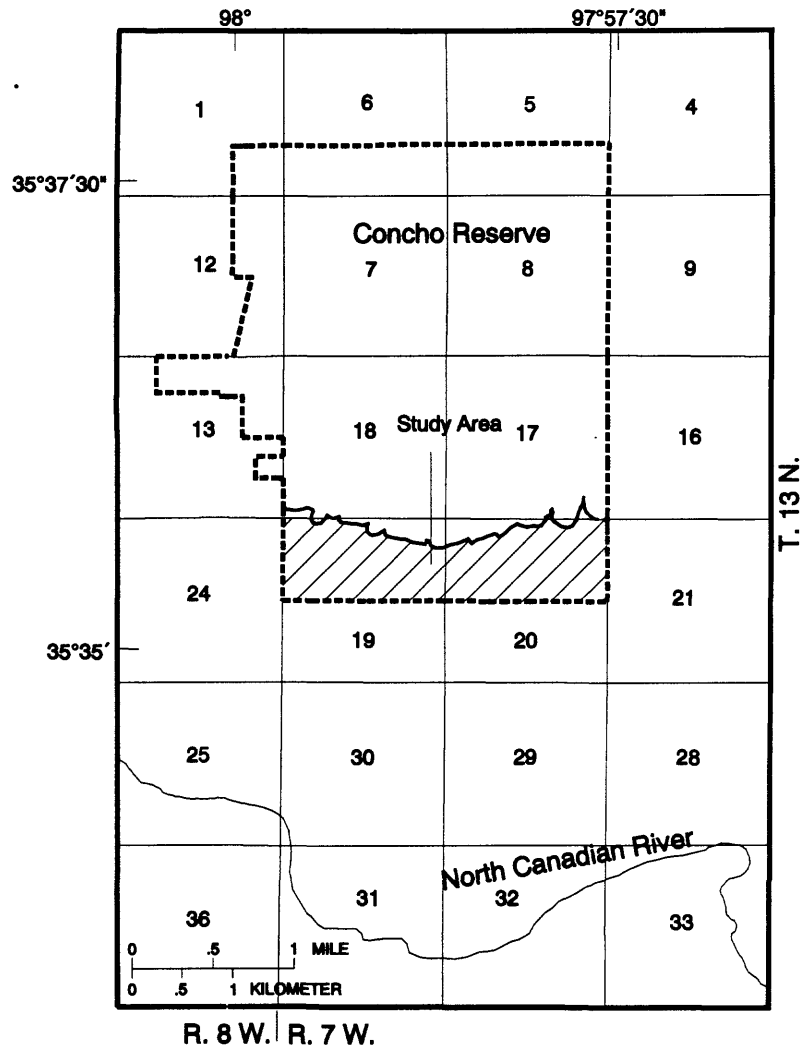 98° 97°57′30"
1 6 5 4
35°37′30"
Concho Reserve
12 7 8 9
13 18 Study Area 17 16
T. 13 N.
24 21
19 20
35°35′
25 30 29 28
North Canadian River
36 31 32 33
0 .5 1 MILE
0 .5 1 KILOMETER
R. 8 W. R. 7 W.